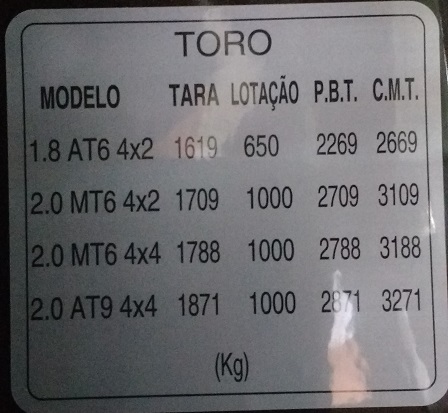 TORO
MODELO TARA LOTAÇÃO P.B.T. C.M.T.
1.8 AT6 4x2 1619 650 2269 2669
2.0 MT6 4x2 1709 1000 2709 3109
2.0 MT6 4x4 1788 1000 2788 3188
2.0 AT9 4x4 1871 1000 2871 3271
(Kg)